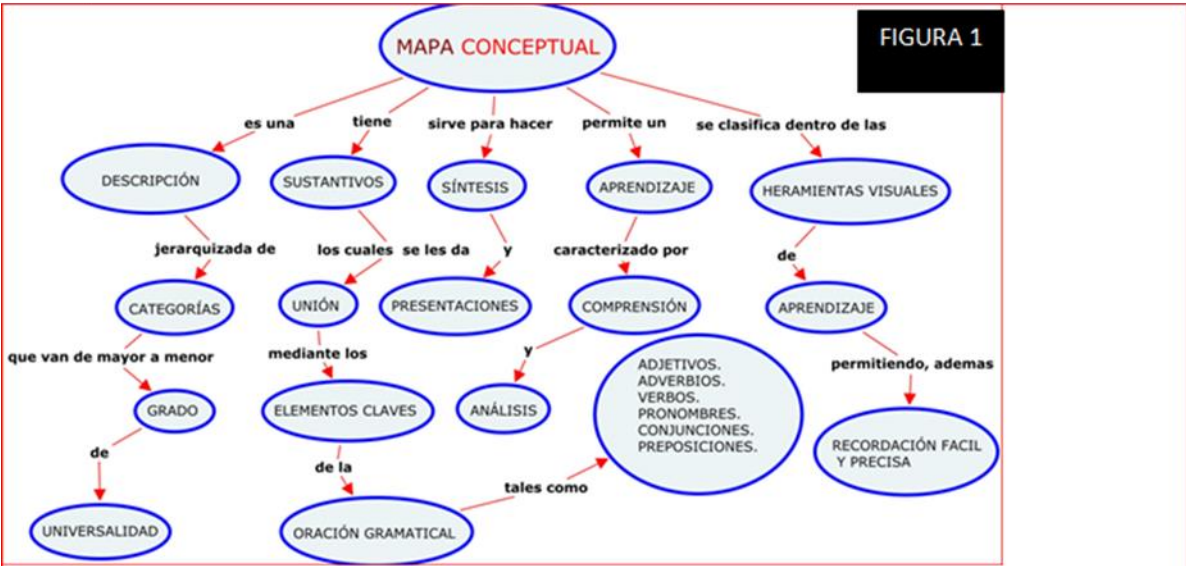 MAPA CONCEPTUAL
FIGURA 1
es una
tiene
sirve para hacer
permite un
se clasifica dentro de las
DESCRIPCIÓN
SUSTANTIVOS
SÍNTESIS
APRENDIZAJE
HERAMIENTAS VISUALES
jerarquizada de
los cuales se les da
y
caracterizado por
de
CATEGORÍAS
UNIÓN
PRESENTACIONES
COMPRENSIÓN
APRENDIZAJE
que van de mayor a menor
mediante los
y
permitiendo, ademas
GRADO
ELEMENTOS CLAVES
ANÁLISIS
ADJETIVOS.
ADVERBIOS.
VERBOS.
PRONOMBRES.
CONJUNCIONES.
PREPOSICIONES.
RECORDACIÓN FACIL
Y PRECISA
de
de la
tales como
UNIVERSALIDAD
ORACIÓN GRAMATICAL